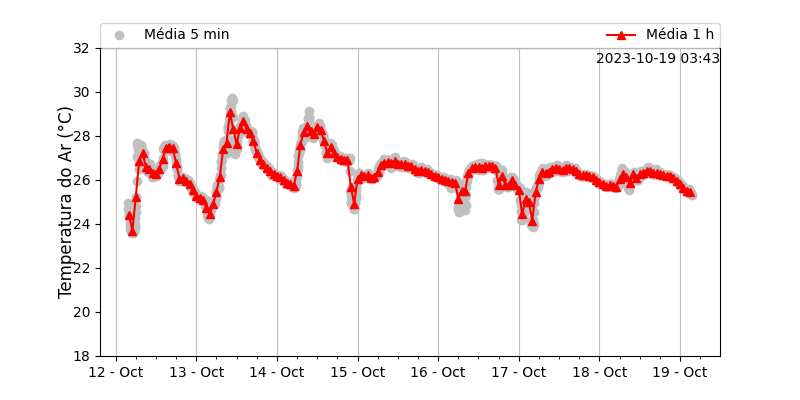 Média 5 min
Média 1 h
2023-10-19 03:43
Temperatura do Ar (°C)
32
30
28
26
24
22
20
18
12 - Oct
13 - Oct
14 - Oct
15 - Oct
16 - Oct
17 - Oct
18 - Oct
19 - Oct